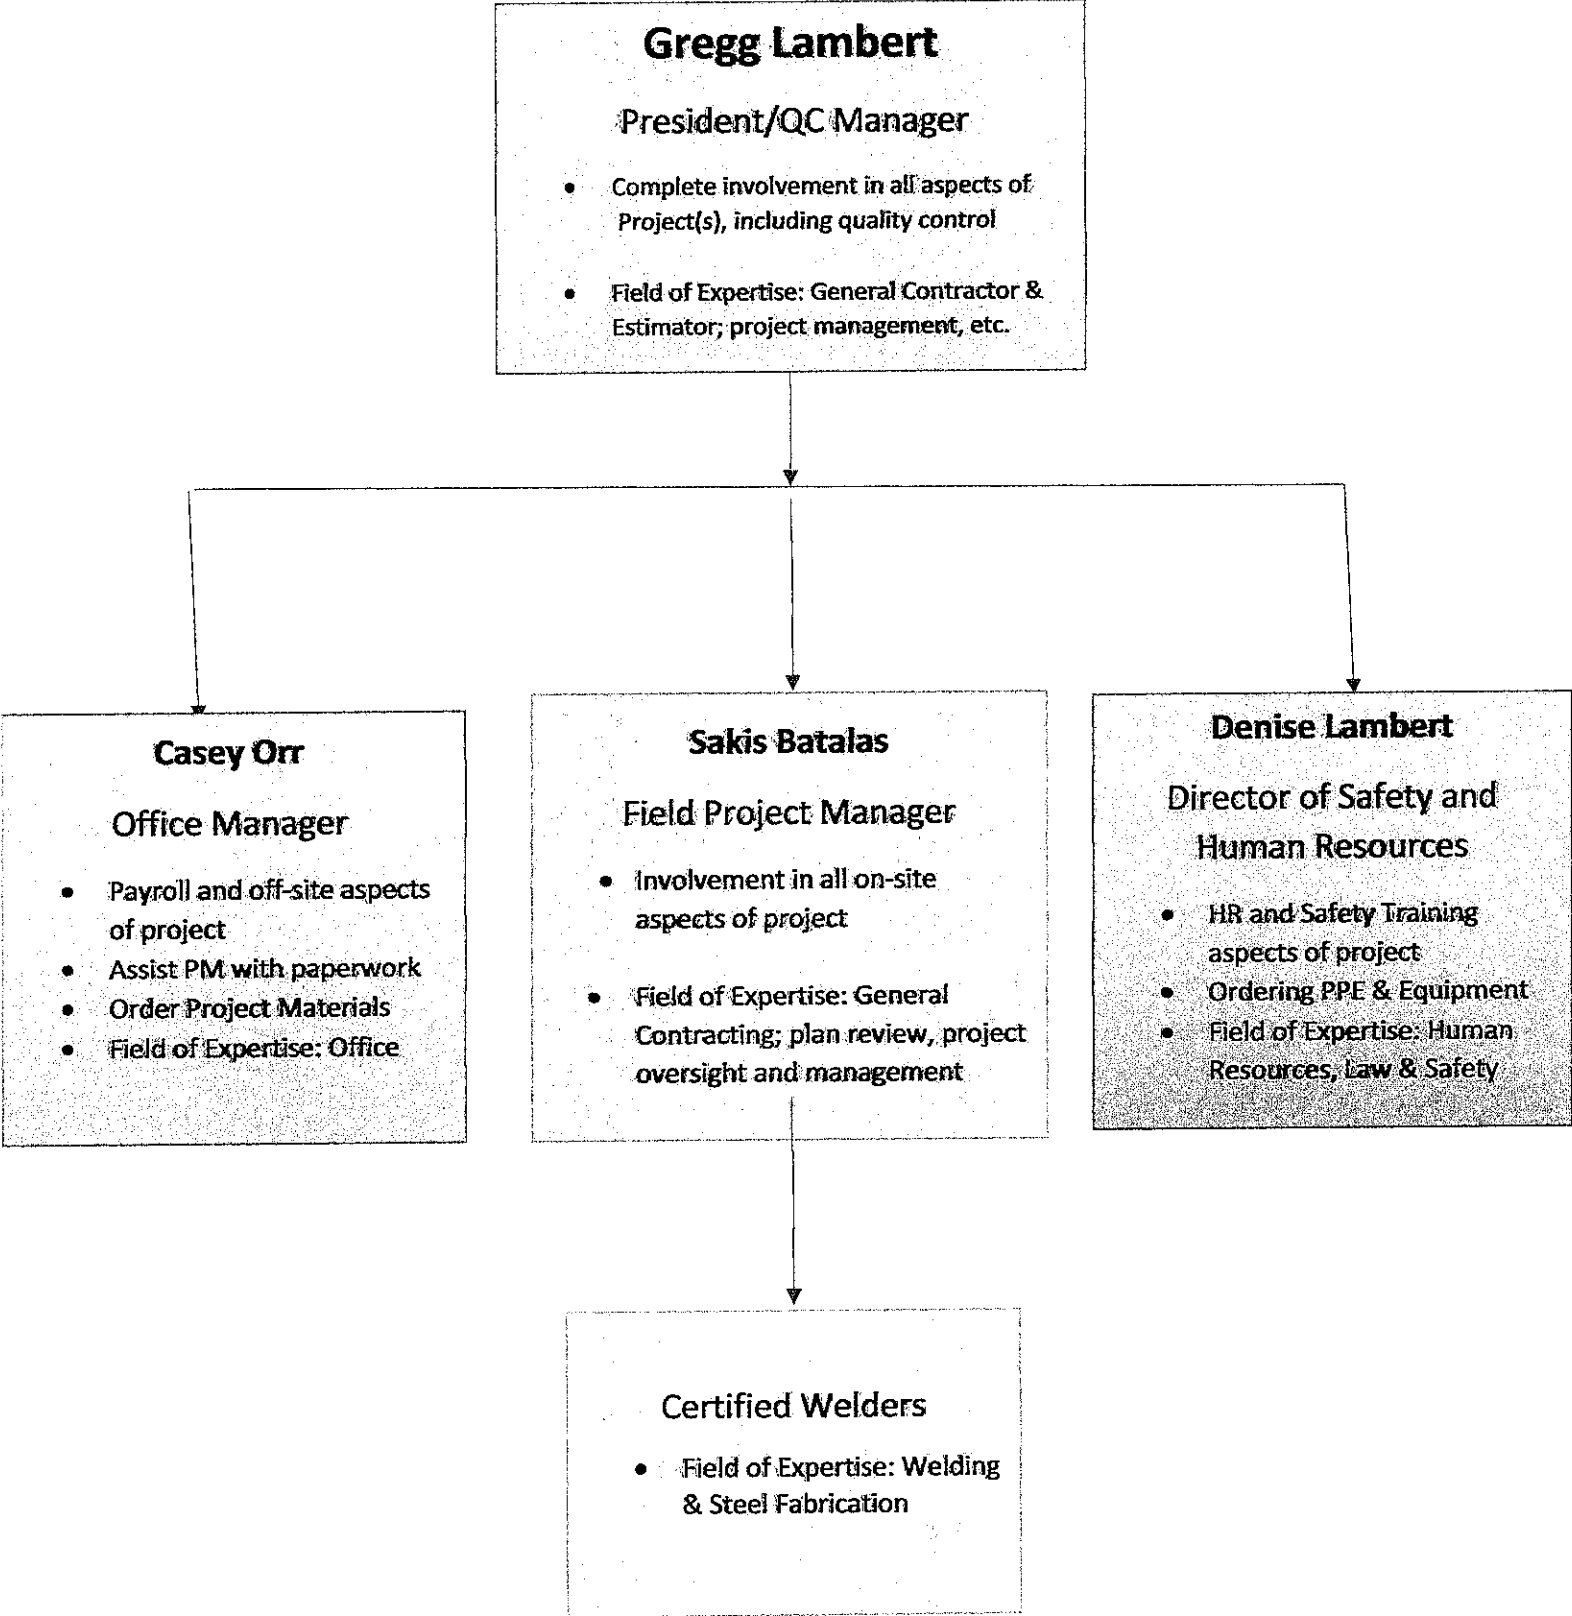 Gregg Lambert
President/QC Manager
• Complete involvement in all aspects of
Project(s), including quality control
• Field of Expertise: General Contractor &
Estimator; project management, etc.
Casey Orr
Office Manager
• Payroll and off-site aspects
of project
• Assist PM with paperwork
• Order Project Materials
• Field of Expertise: Office
Sakis Batalas
Field Project Manager
• Involvement in all on-site
aspects of project
• Field of Expertise: General
Contracting; plan review, project
oversight and management
Denise Lambert
Director of Safety and
Human Resources
• HR and Safety Training
aspects of project
• Ordering PPE & Equipment
• Field of Expertise: Human
Resources, Law & Safety
Certified Welders
• Field of Expertise: Welding
& Steel Fabrication